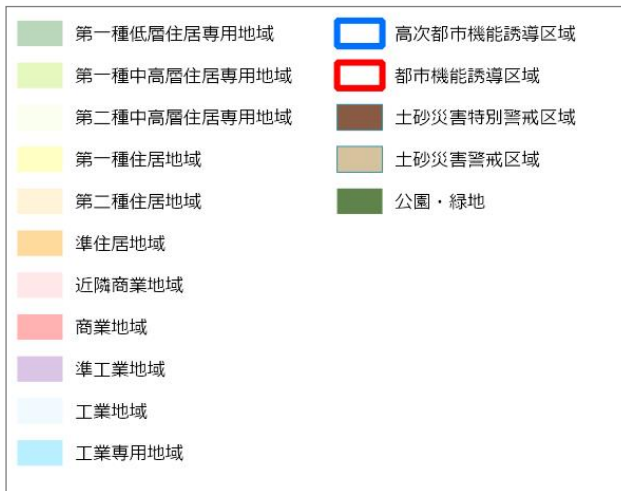 第一種低層住居専用地域
第一種中高層住居専用地域
第二種中高層住居専用地域
第一種住居地域
第二種住居地域
準住居地域
近隣商業地域
商業地域
準工業地域
工業地域
工業専用地域
高次都市機能誘導区域
都市機能誘導区域
土砂災害特別警戒区域
土砂災害警戒区域
公園・緑地